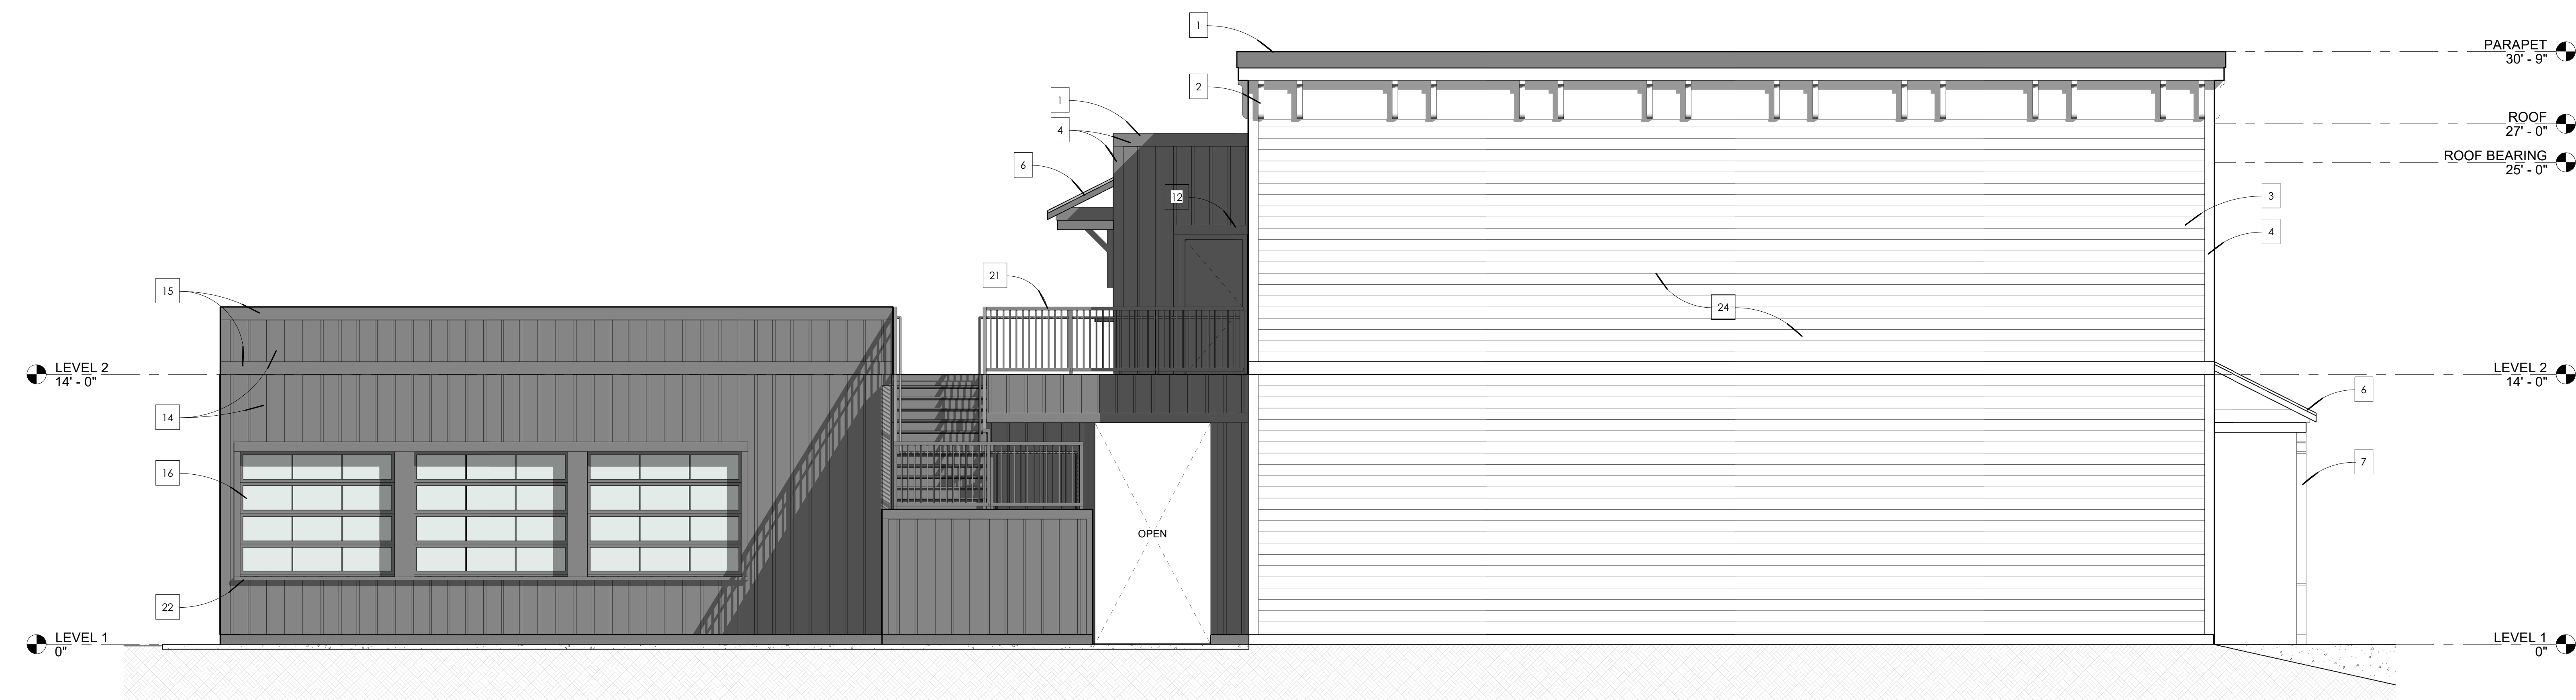 1
PARAPET
30' - 9"
2
1
4
ROOF
27' - 0"
ROOF BEARING
25' - 0"
6
12
3
4
21
15
24
LEVEL 2
14' - 0"
LEVEL 2
14' - 0"
6
14
16
7
OPEN
22
LEVEL 1
0"
LEVEL 1
0"